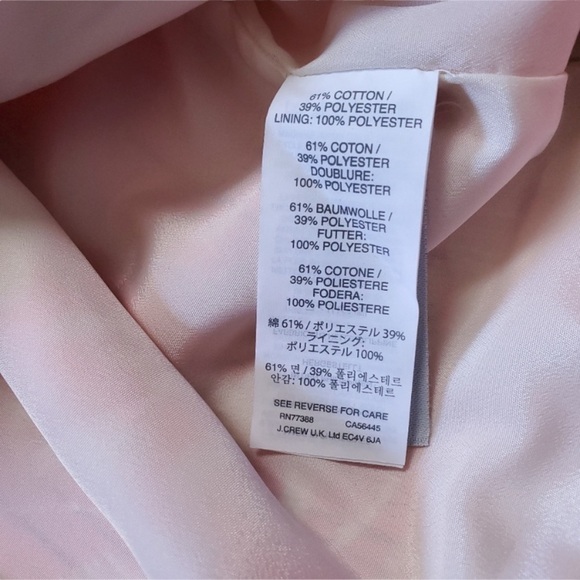 61% COTTON /
39% POLYESTER
LINING: 100% POLYESTER
61% COTON /
39% POLYESTER
DOUBLURE:
100% POLYESTER
61% BAUMWOLLE /
39% POLYESTER
FUTTER:
100% POLYESTER
61% COTONE /
39% POLIESTERE
FODERA:
100% POLIESTERE
綿 61% / ポリエステル 39%
ライニング:
ポリエステル 100%
61% 면 / 39% 폴리에스테르
안감: 100% 폴리에스테르
SEE REVERSE FOR CARE
RN77388 CA56445
J.CREW U.K. Ltd EC4V 6JA